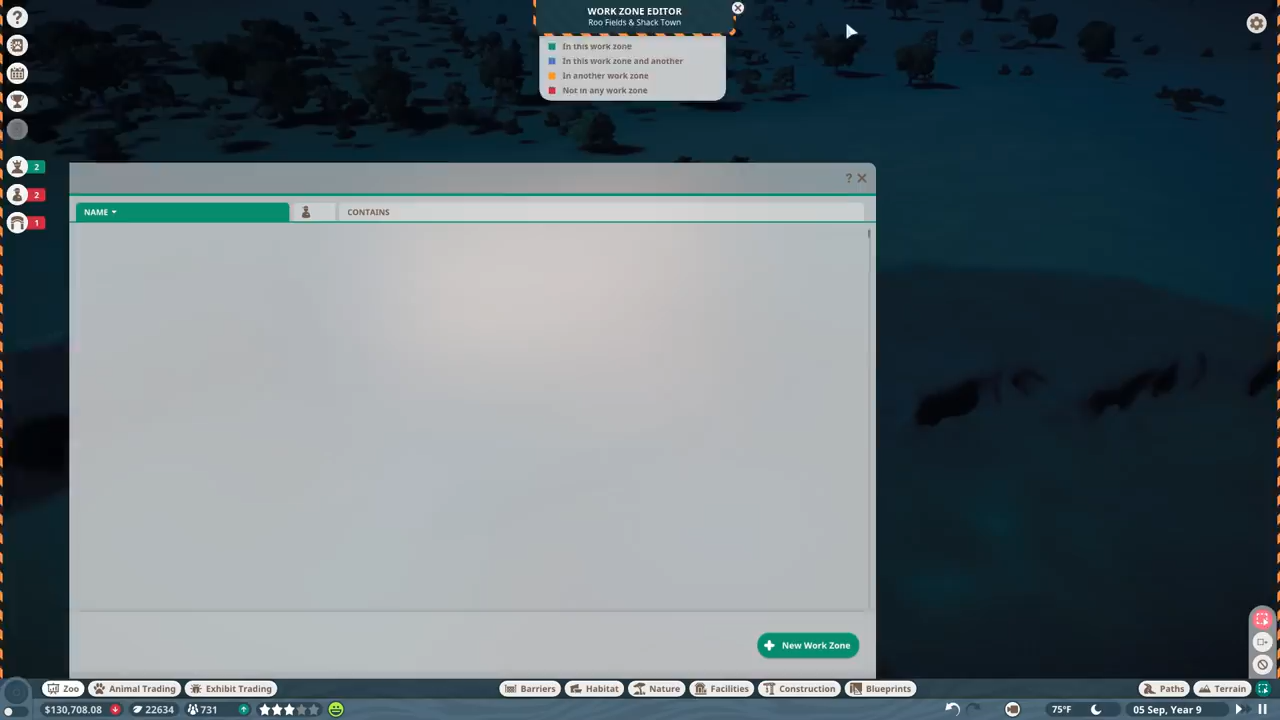 WORK ZONE EDITOR
Roo Fields & Shack Town
In this work zone
In this work zone and another
In another work zone
Not in any work zone
?
2
2
1
? ×
NAME
CONTAINS
+ New Work Zone
Zoo
Animal Trading
Exhibit Trading
Barriers
Habitat
Nature
Facilities
Construction
Blueprints
Paths
Terrain
$130,708.08
22634
731
75°F
05 Sep, Year 9